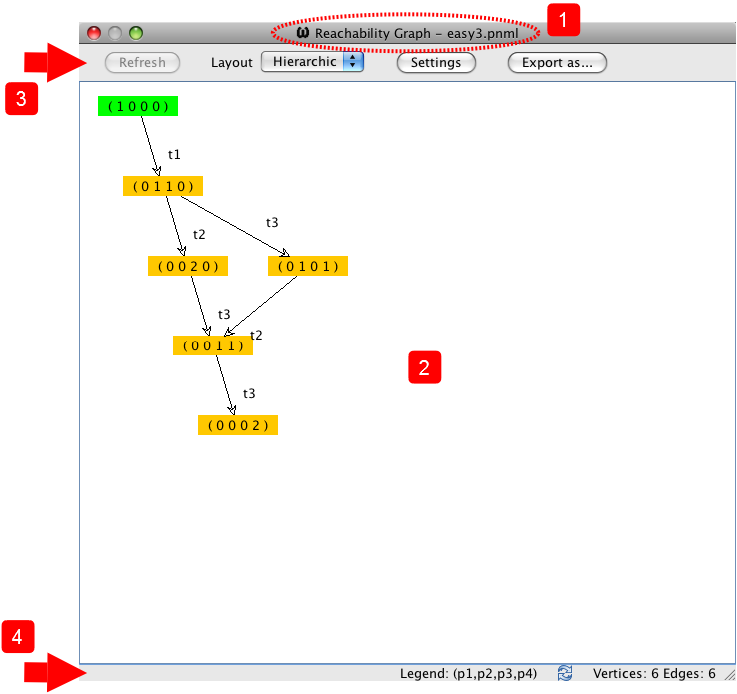 1
ω Reachability Graph - easy3.pnml
Refresh Layout Hierarchic Settings Export as...
3
( 1 0 0 0 )
t1
( 0 1 1 0 )
t3
t2
( 0 0 2 0 ) ( 0 1 0 1 )
t3
t2
( 0 0 1 1 )
2
t3
( 0 0 0 2 )
4
Legend: (p1,p2,p3,p4) Vertices: 6 Edges: 6